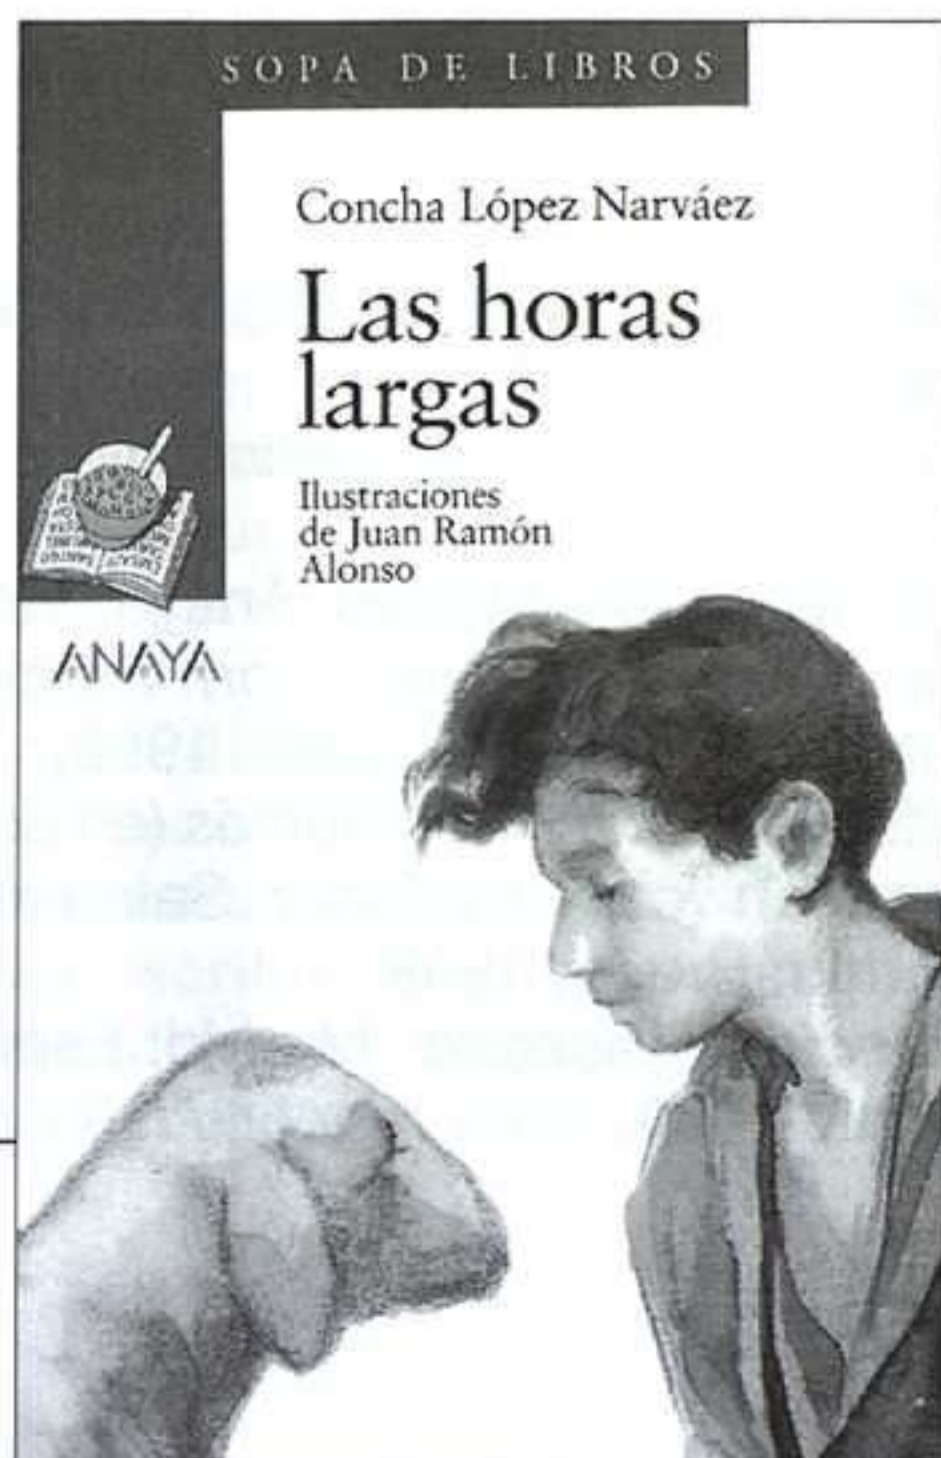 SOPA DE LIBROS
Concha López Narváez
Las horas
largas
Ilustraciones
de Juan Ramón
Alonso
ANAYA